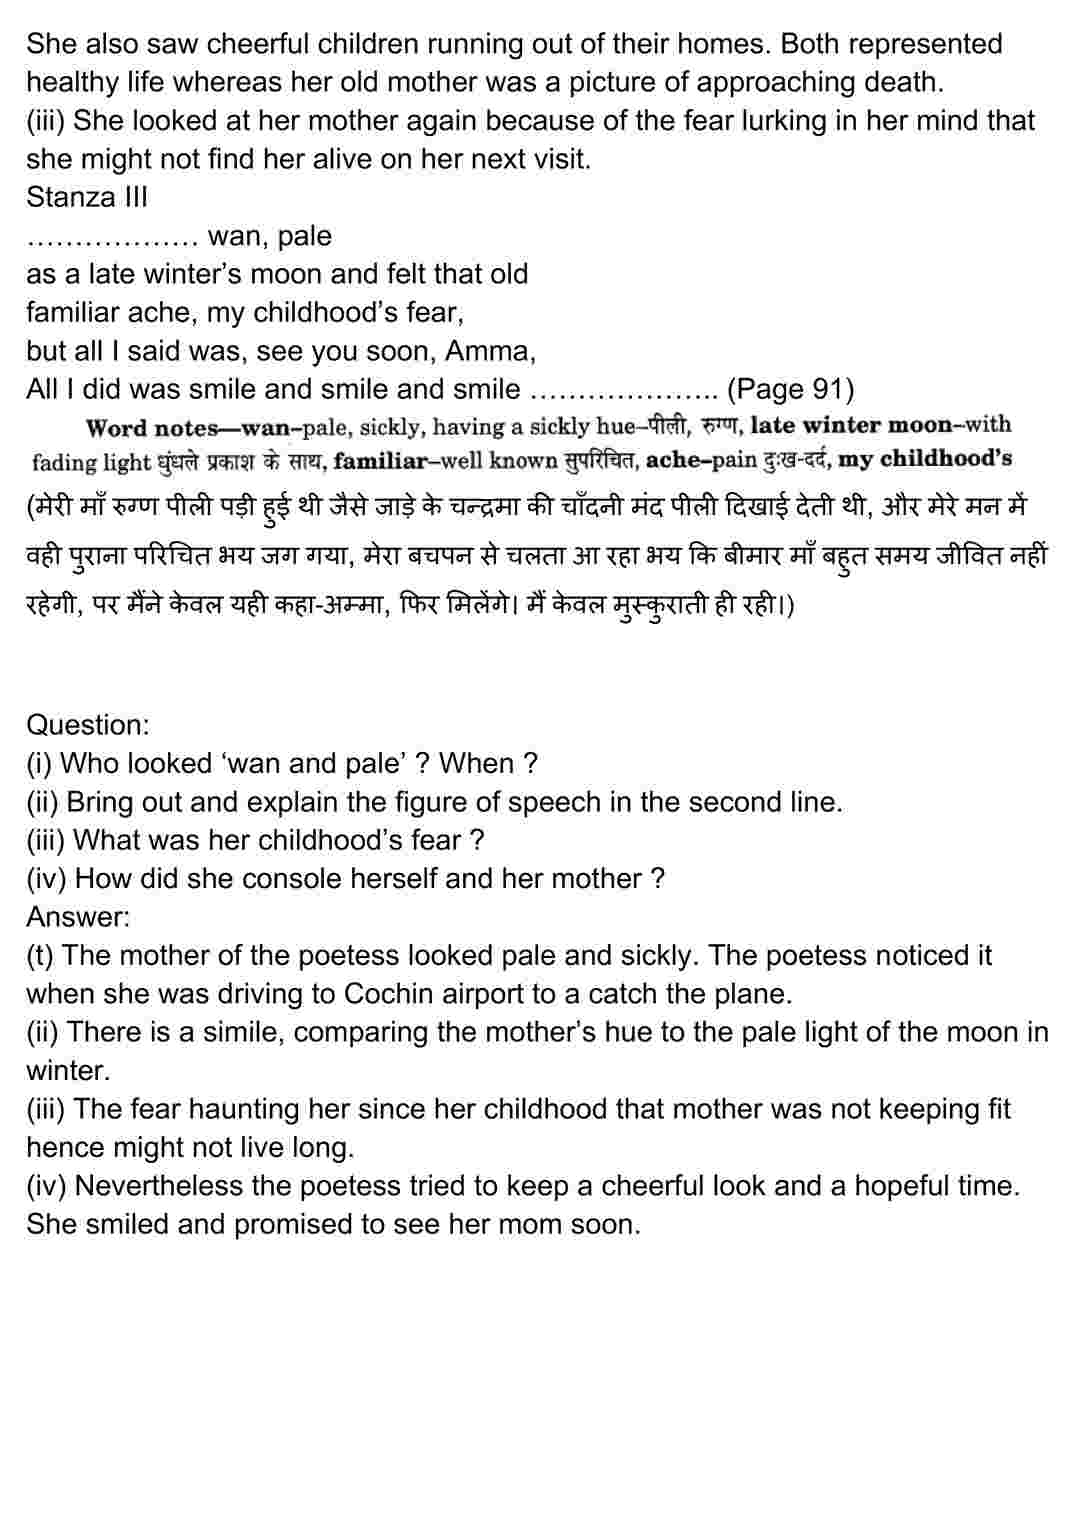 She also saw cheerful children running out of their homes. Both represented
healthy life whereas her old mother was a picture of approaching death.
(iii) She looked at her mother again because of the fear lurking in her mind that
she might not find her alive on her next visit.
Stanza III
……………… wan, pale
as a late winter’s moon and felt that old
familiar ache, my childhood’s fear,
but all I said was, see you soon, Amma,
All I did was smile and smile and smile ……………….. (Page 91)
Word notes—wan–pale, sickly, having a sickly hue–पीली, रुग्ण, late winter moon–with
fading light धुंधले प्रकाश के साथ, familiar–well known सुपरिचित, ache–pain दुःख-दर्द, my childhood’s
(मेरी माँ रुग्ण पीली पड़ी हुई थी जैसे जाड़े के चन्द्रमा की चाँदनी मंद पीली दिखाई देती थी, और मेरे मन में
वही पुराना परिचित भय जग गया, मेरा बचपन से चलता आ रहा भय कि बीमार माँ बहुत समय जीवित नहीं
रहेगी, पर मैंने केवल यही कहा-अम्मा, फिर मिलेंगे। मैं केवल मुस्कुराती ही रही।)
Question:
(i) Who looked ‘wan and pale’ ? When ?
(ii) Bring out and explain the figure of speech in the second line.
(iii) What was her childhood’s fear ?
(iv) How did she console herself and her mother ?
Answer:
(t) The mother of the poetess looked pale and sickly. The poetess noticed it
when she was driving to Cochin airport to a catch the plane.
(ii) There is a simile, comparing the mother’s hue to the pale light of the moon in
winter.
(iii) The fear haunting her since her childhood that mother was not keeping fit
hence might not live long.
(iv) Nevertheless the poetess tried to keep a cheerful look and a hopeful time.
She smiled and promised to see her mom soon.